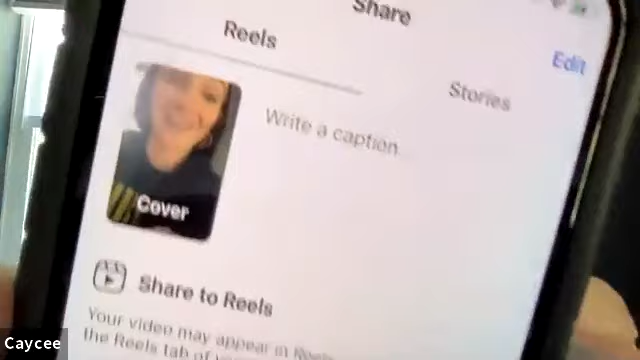 Share
Reels
Edit
Stories
Write a caption...
Cover
Share to Reels
Your video may appear in Reels
the Reels tab of
Caycee